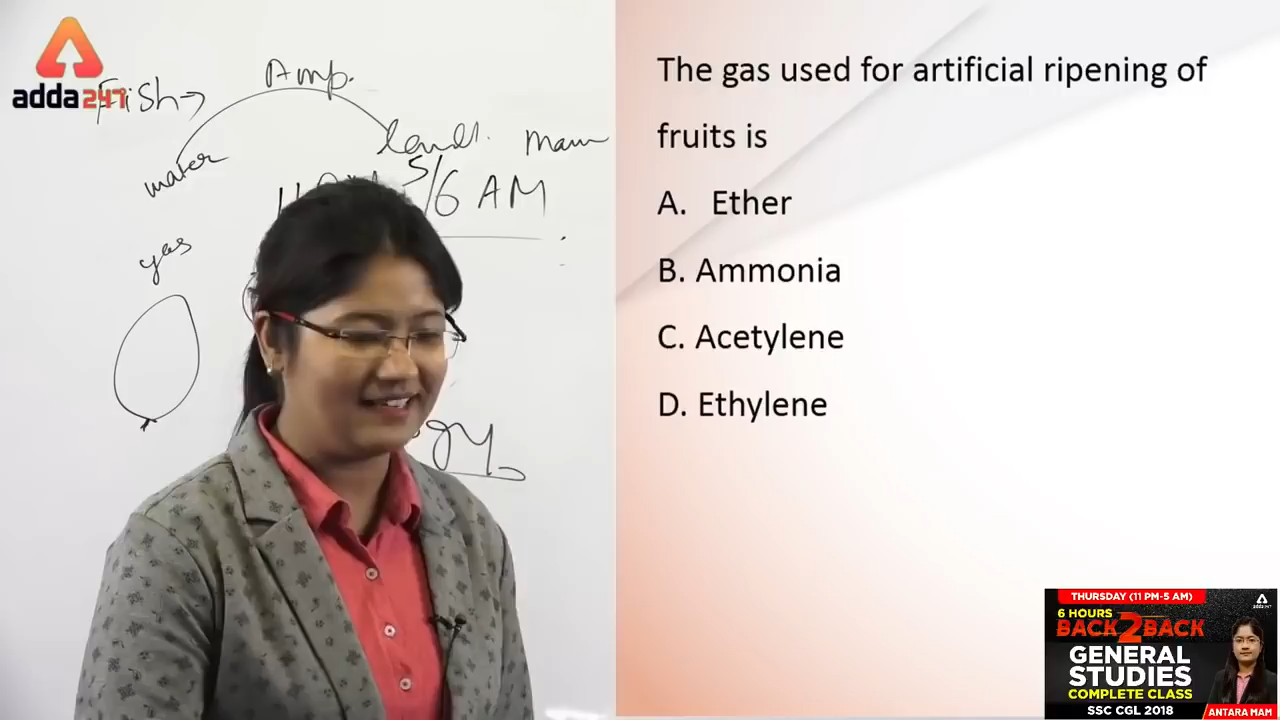 adda247
Fish
Amp.
water
land
mam
5/6 AM
gas
The gas used for artificial ripening of
fruits is
A. Ether
B. Ammonia
C. Acetylene
D. Ethylene
THURSDAY (11 PM-5 AM)
6 HOURS
BACK2BACK
GENERAL
STUDIES
COMPLETE CLASS
SSC CGL 2018
ANTARA MAM